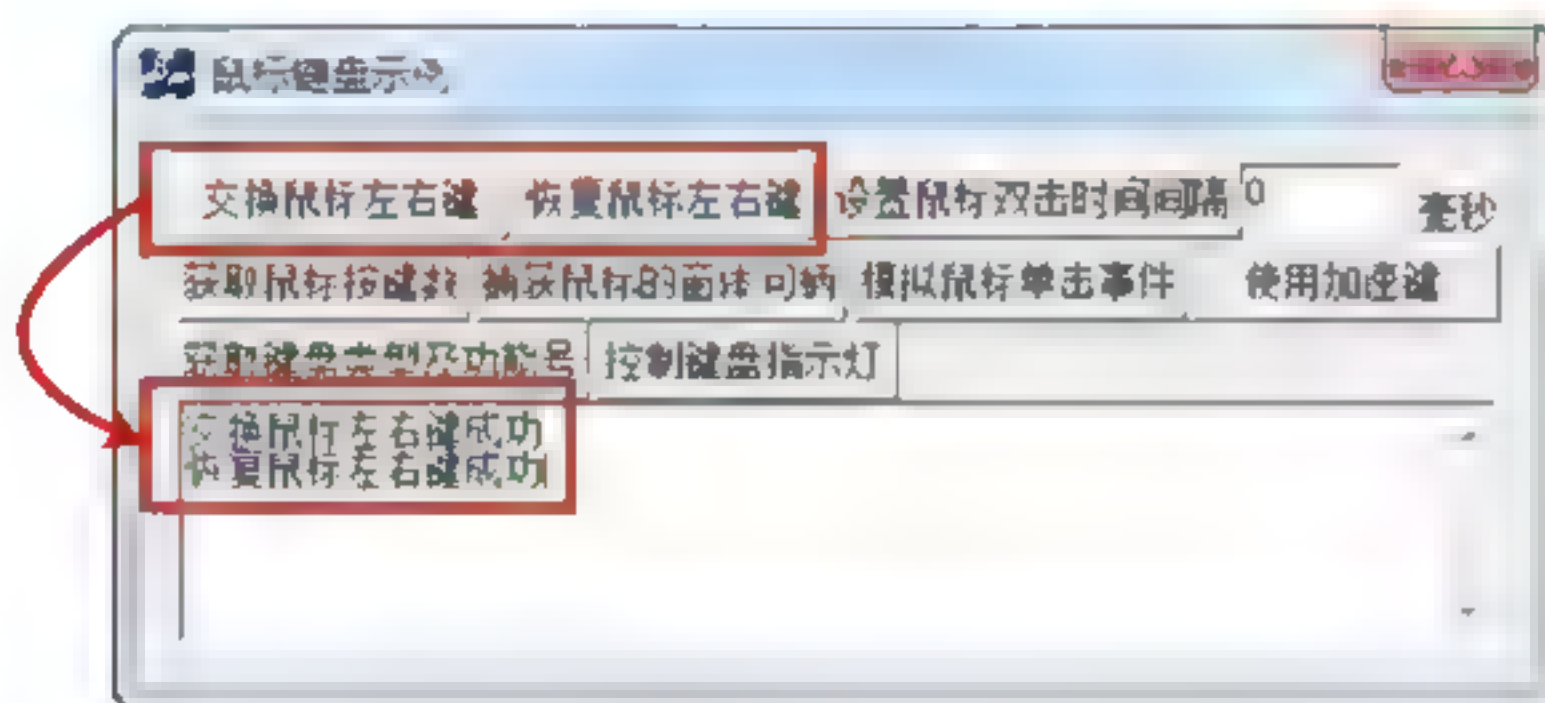 鼠标键盘示例
交换鼠标左右键 恢复鼠标左右键 设置鼠标双击时间间隔 0 毫秒
获取鼠标按键数 捕获鼠标的窗体句柄 模拟鼠标单击事件 使用加速键
获取键盘类型及功能号 控制键盘指示灯
交换鼠标左右键成功
恢复鼠标左右键成功